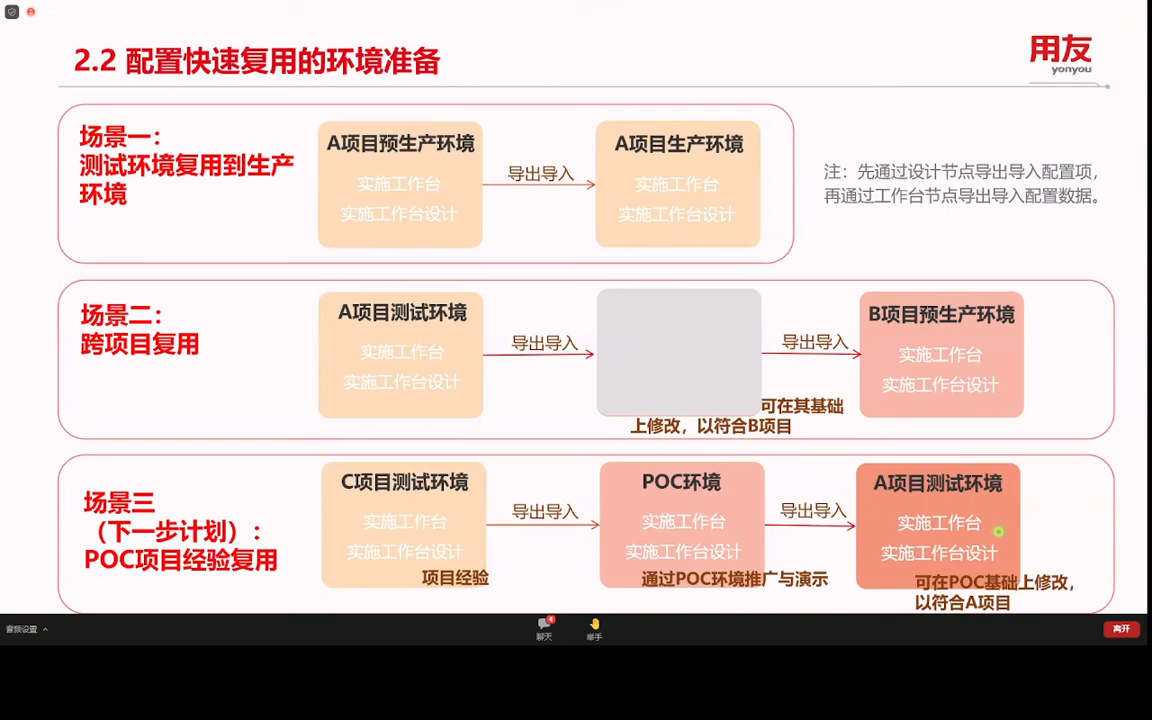 2.2 配置快速复用的环境准备
用友
yonyou
场景一：
测试环境复用到生产
环境
A项目预生产环境
实施工作台
实施工作台设计
导出导入
A项目生产环境
实施工作台
实施工作台设计
注：先通过设计节点导出导入配置项，
再通过工作台节点导出导入配置数据。
场景二：
跨项目复用
A项目测试环境
实施工作台
实施工作台设计
导出导入
可在其基础
上修改，以符合B项目
导出导入
B项目预生产环境
实施工作台
实施工作台设计
场景三
（下一步计划）：
POC项目经验复用
C项目测试环境
实施工作台
实施工作台设计
项目经验
导出导入
POC环境
实施工作台
实施工作台设计
通过POC环境推广与演示
导出导入
A项目测试环境
实施工作台
实施工作台设计
可在POC基础上修改，
以符合A项目
音频设置
4
聊天
举手
离开